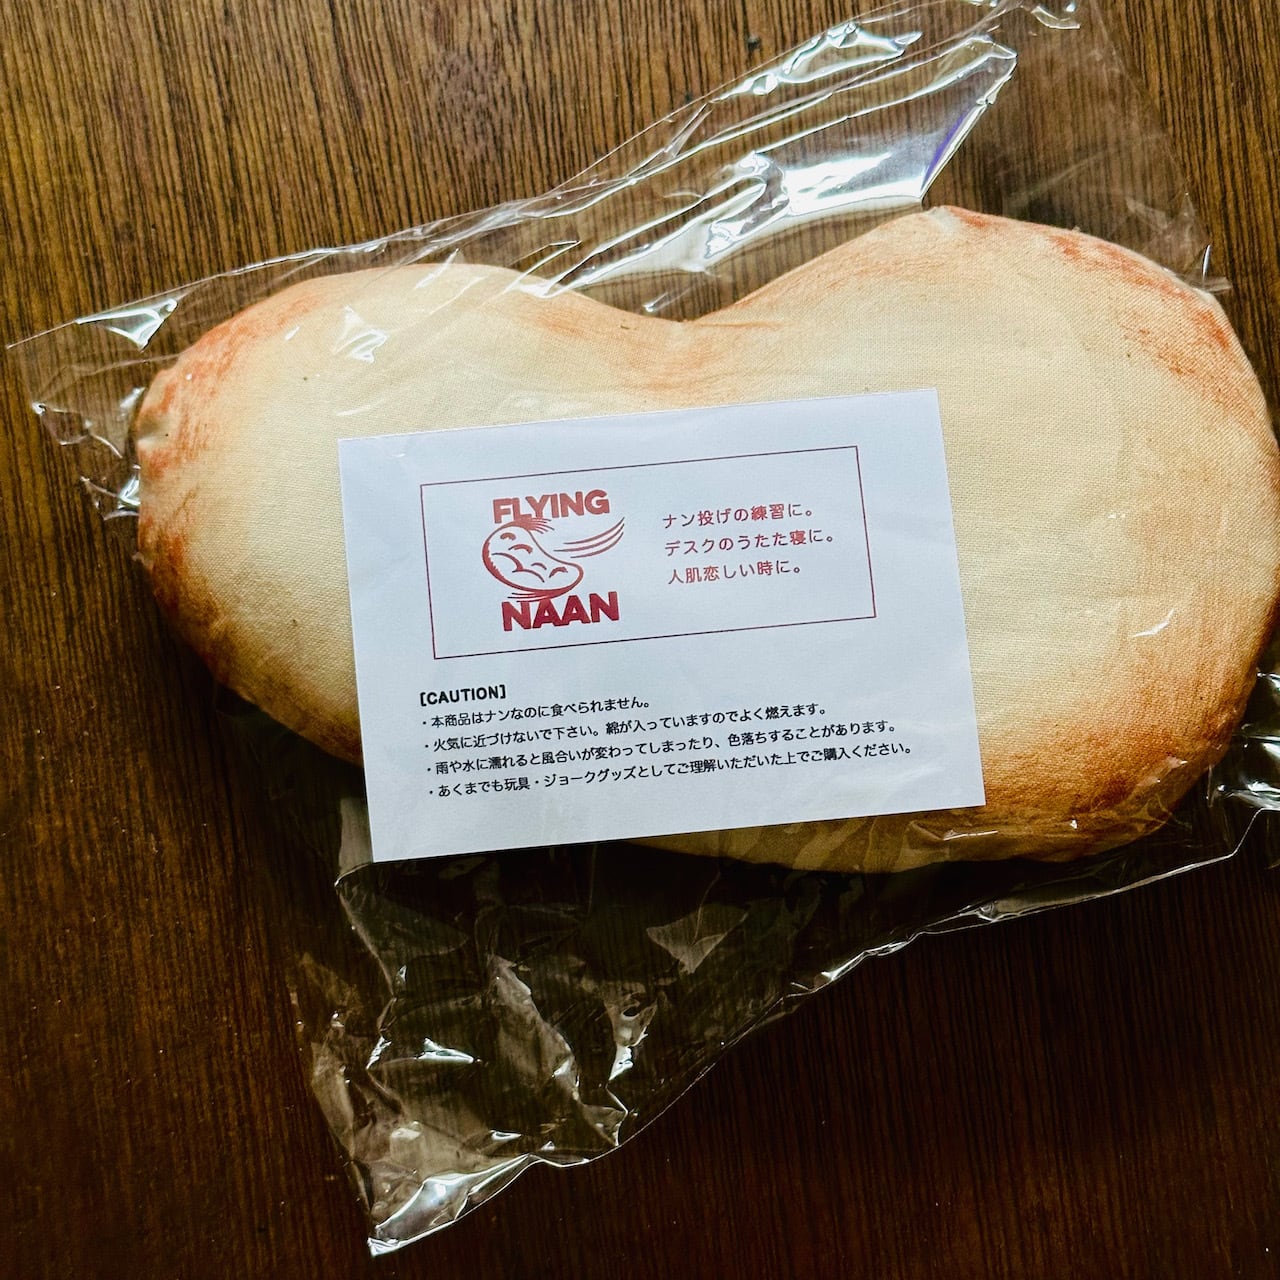 FLYING
NAAN
ナン投げの練習に。
デスクのうたた寝に。
人肌恋しい時に。
[CAUTION]
・本商品はナンなのに食べられません。
・火気に近づけないで下さい。綿が入っていますのでよく燃えます。
・雨や水に濡れると風合いが変わってしまったり、色落ちすることがあります。
・あくまでも玩具・ジョークグッズとしてご理解いただいた上でご購入ください。